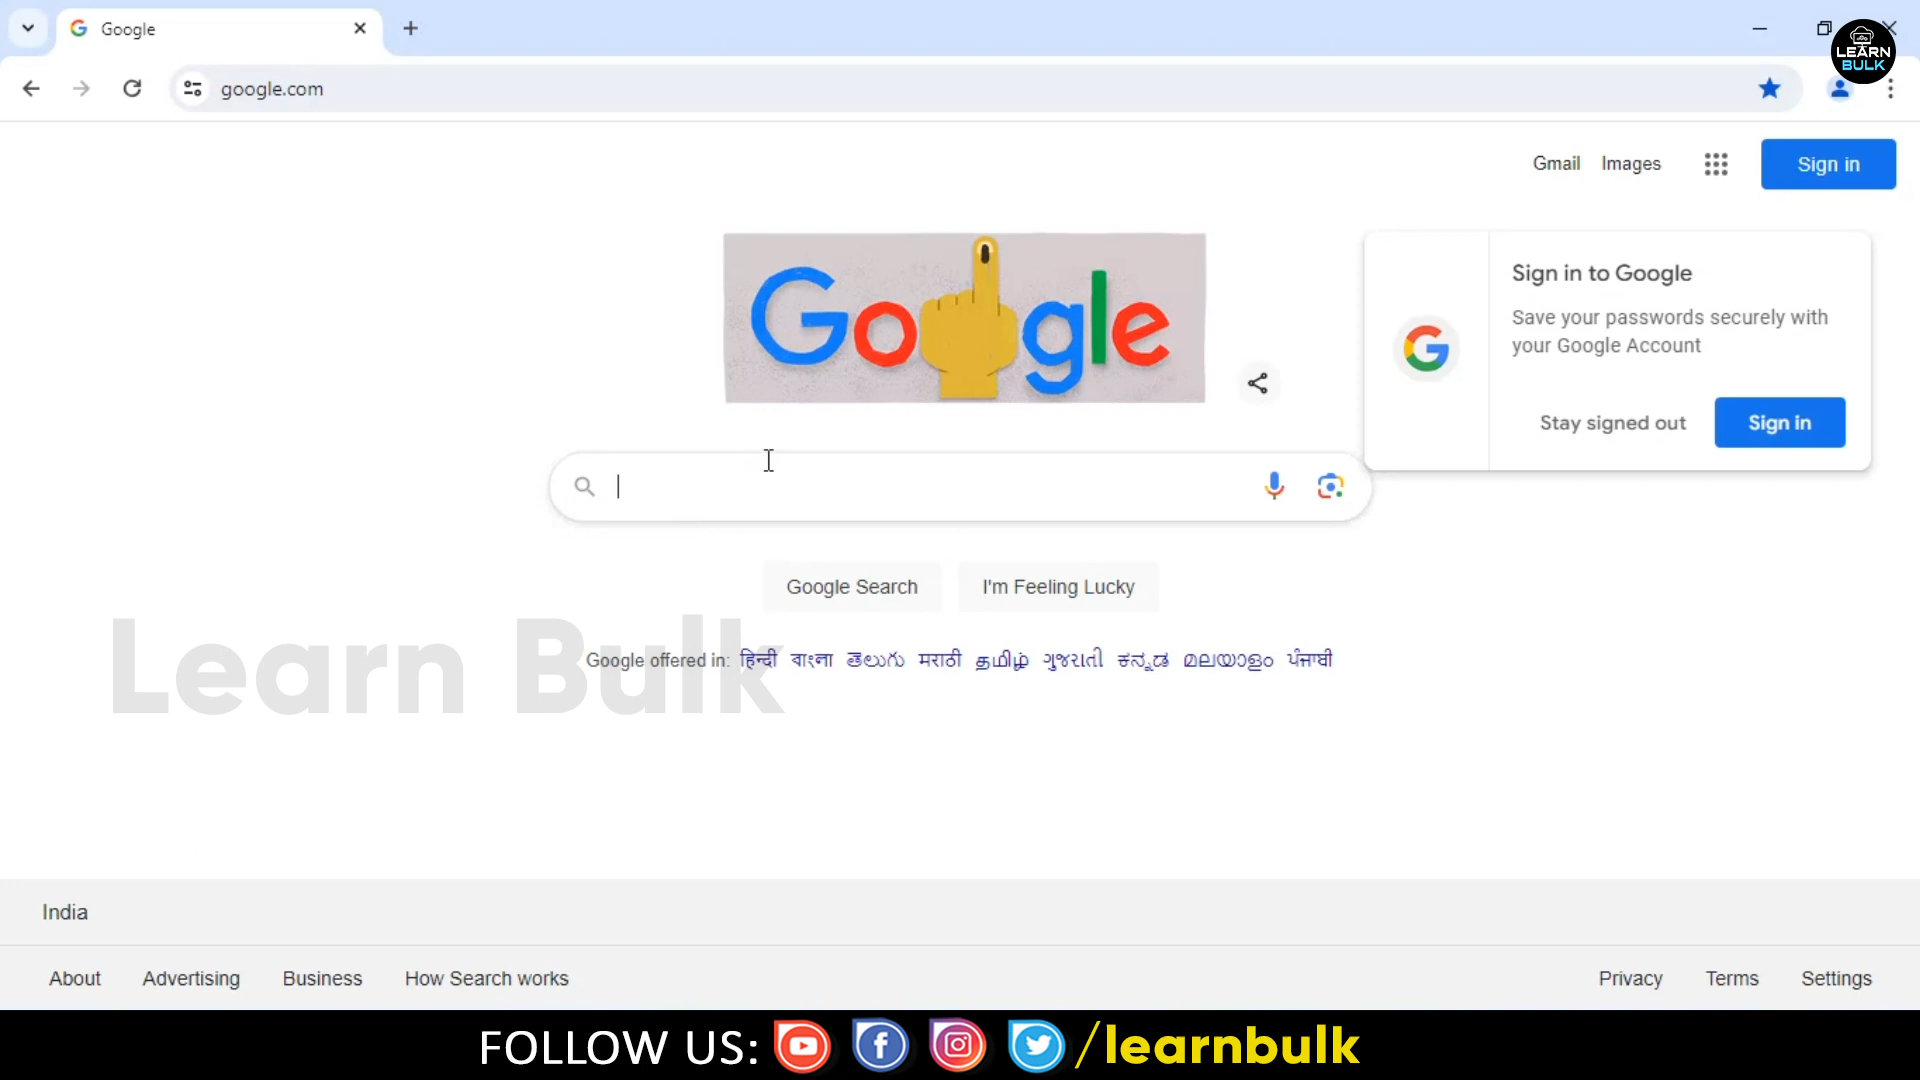 Google
LEARN
BULK
google.com
Gmail Images Sign in
Google
Sign in to Google
Save your passwords securely with
your Google Account
Stay signed out Sign in
Google Search I'm Feeling Lucky
Learn Bulk
Google offered in: हिन्दी বাংলা తెలుగు मराठी தமிழ் ગુજરાતી ಕನ್ನಡ മലയാളം ਪੰਜਾਬੀ
India
About Advertising Business How Search works Privacy Terms Settings
FOLLOW US: /learnbulk